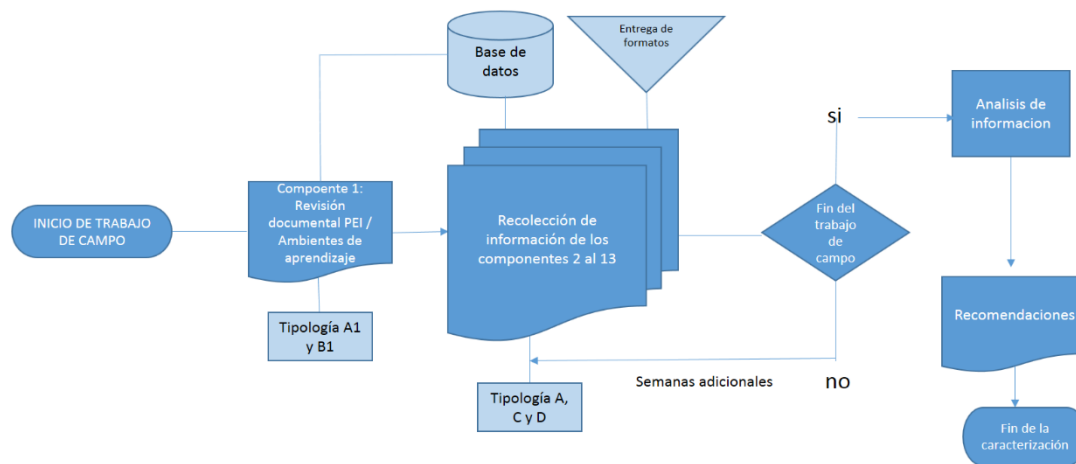 INICIO DE TRABAJO
DE CAMPO
Compoente 1:
Revisión
documental PEI /
Ambientes de
aprendizaje
Tipología A1
y B1
Base de
datos
Entrega de
formatos
Recolección de
información de los
componentes 2 al 13
Tipología A,
C y D
Semanas adicionales
no
Fin del
trabajo
de
campo
si
Analisis de
informacion
Recomendaciones
Fin de la
caracterización